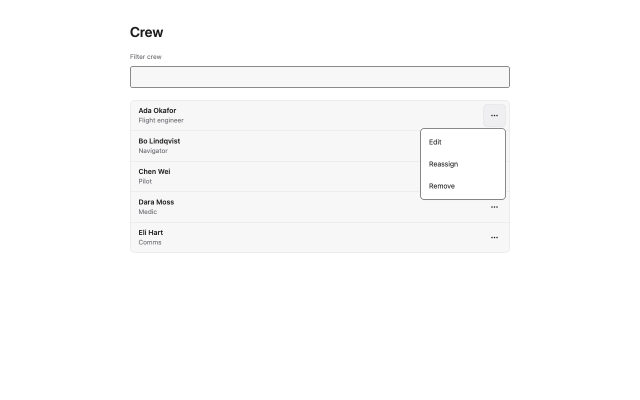 Crew
Filter crew
Ada Okafor
Flight engineer
Edit
Bo Lindqvist
Navigator
Reassign
Chen Wei
Pilot
Remove
Dara Moss
Medic
Eli Hart
Comms